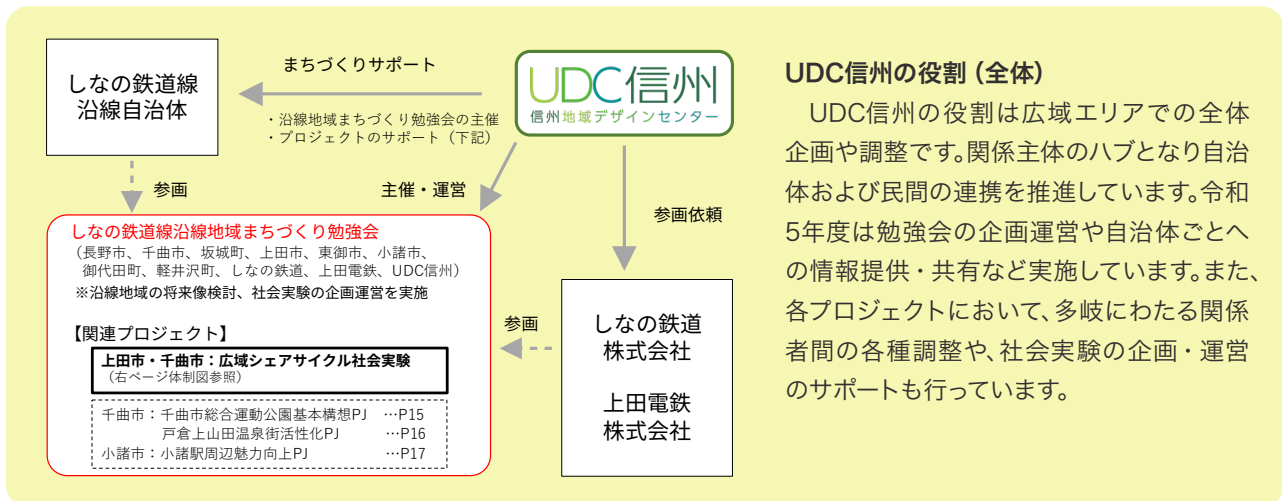 しなの鉄道線
沿線自治体
まちづくりサポート
・沿線地域まちづくり勉強会の主催
・プロジェクトのサポート（下記）
UDC信州
信州地域デザインセンター
参画
主催・運営
参画依頼
しなの鉄道線沿線地域まちづくり勉強会
（長野市、千曲市、坂城町、上田市、東御市、小諸市、
御代田町、軽井沢町、しなの鉄道、上田電鉄、UDC信州）
※沿線地域の将来像検討、社会実験の企画運営を実施
【関連プロジェクト】
上田市・千曲市：広域シェアサイクル社会実験
（右ページ体制図参照）
千曲市：千曲市総合運動公園基本構想PJ …P15
戸倉上山田温泉街活性化PJ …P16
小諸市：小諸駅周辺魅力向上PJ …P17
参画
しなの鉄道
株式会社
上田電鉄
株式会社
UDC信州の役割（全体）
UDC信州の役割は広域エリアでの全体
企画や調整です。関係主体のハブとなり自治
体および民間の連携を推進しています。令和
5年度は勉強会の企画運営や自治体ごとへ
の情報提供・共有など実施しています。また、
各プロジェクトにおいて、多岐にわたる関係
者間の各種調整や、社会実験の企画・運営
のサポートも行っています。